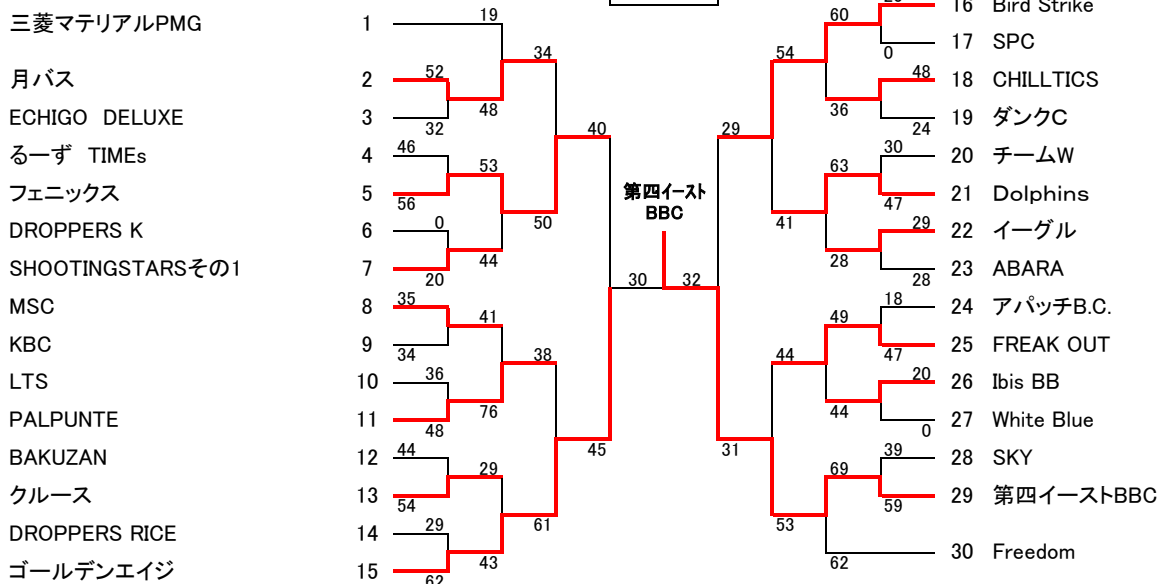 三菱マテリアルPMG 1
月バス 2
ECHIGO DELUXE 3
るーず TIMEs 4
フェニックス 5
DROPPERS K 6
SHOOTINGSTARSその1 7
MSC 8
KBC 9
LTS 10
PALPUNTE 11
BAKUZAN 12
クルース 13
DROPPERS RICE 14
ゴールデンエイジ 15
19
52
32
46
56
0
20
35
34
36
48
44
54
29
62
48
53
44
41
76
29
43
34
50
38
61
40
45
第四イースト
BBC
30 32
29
31
54
41
44
53
60
36
63
28
49
44
69
62
0
48
24
30
47
29
28
18
47
20
0
39
59
16 Bird Strike
17 SPC
18 CHILLTICS
19 ダンクC
20 チームW
21 Dolphins
22 イーグル
23 ABARA
24 アパッチB.C.
25 FREAK OUT
26 Ibis BB
27 White Blue
28 SKY
29 第四イーストBBC
30 Freedom